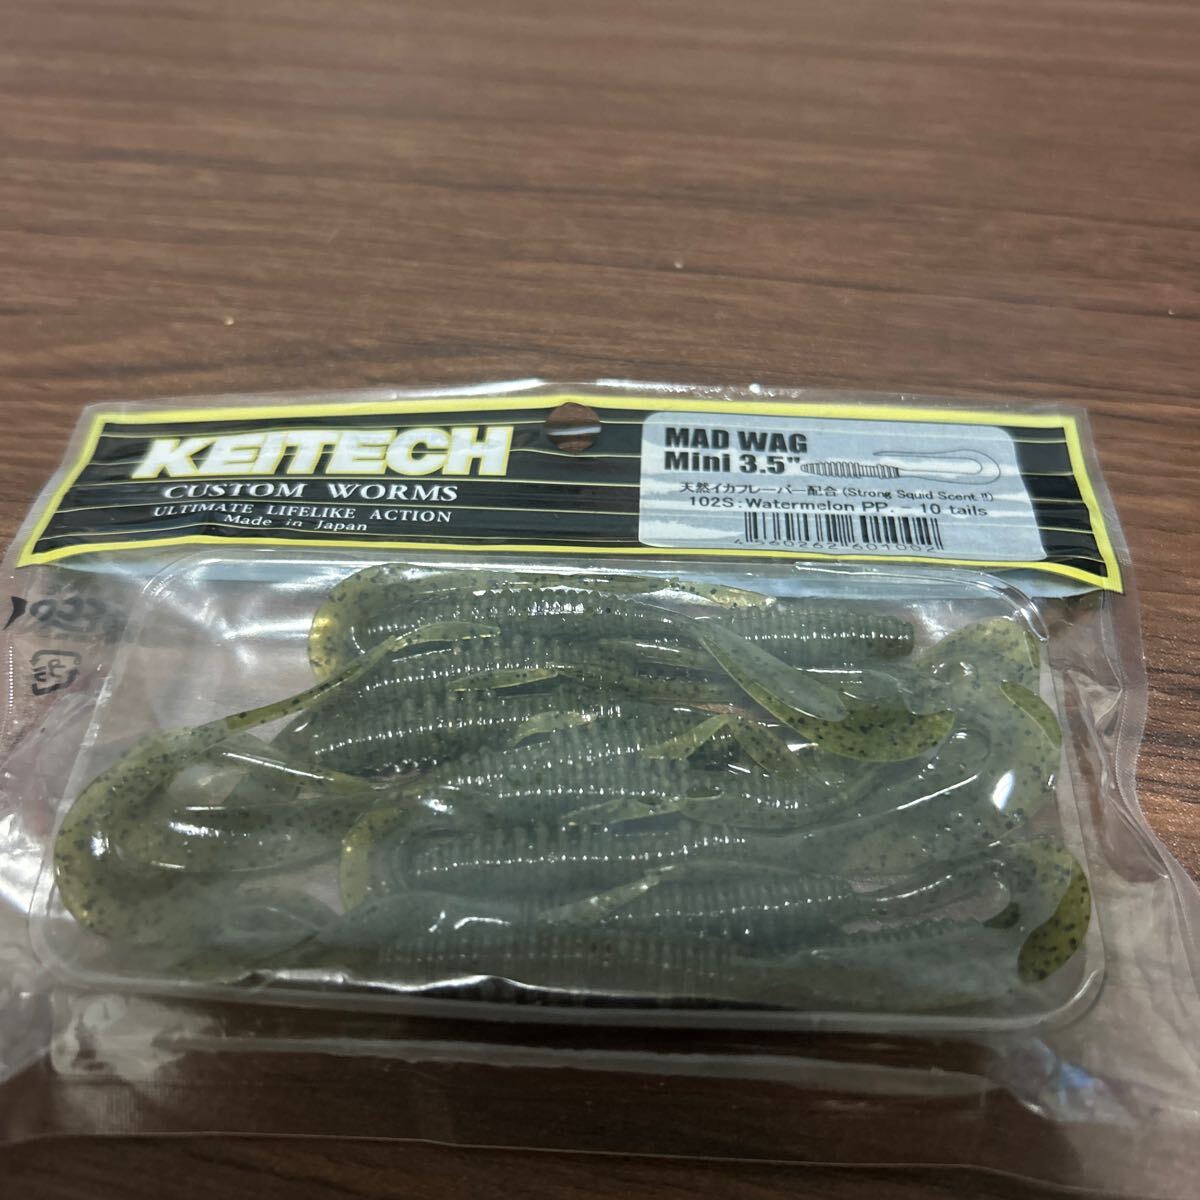 KEITECH
CUSTOM WORMS
ULTIMATE LIFELIKE ACTION
Made in Japan
MAD WAG
Mini 3.5"
天然イカフレーバー配合(Strong Squid Scent !!)
102S:Watermelon PP. - 10 tails
4560262601002